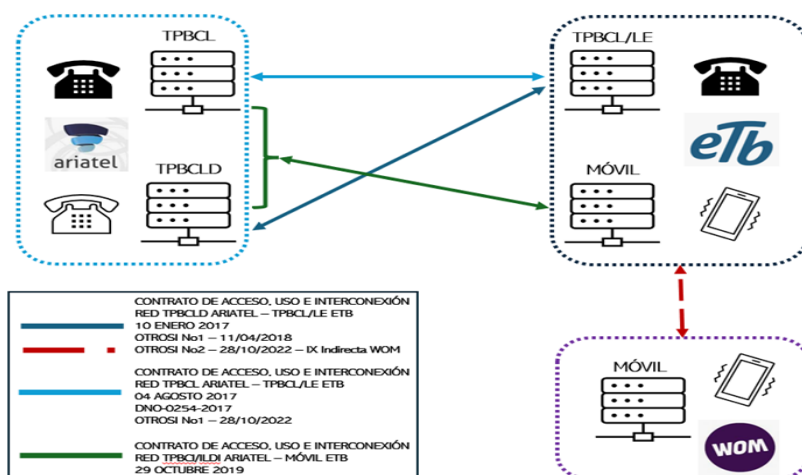 TPBCL
ariatel
TPBCLD
TPBCL/LE
eTb
MÓVIL
CONTRATO DE ACCESO, USO E INTERCONEXIÓN
RED TPBCLD ARIATEL – TPBCL/LE ETB
10 ENERO 2017
OTROSI No1 – 11/04/2018
OTROSI No2 – 28/10/2022 – IX Indirecta WOM
CONTRATO DE ACCESO, USO E INTERCONEXIÓN
RED TPBCL ARIATEL – TPBCL/LE ETB
04 AGOSTO 2017
DNO-0254-2017
OTROSI No1 – 28/10/2022
CONTRATO DE ACCESO, USO E INTERCONEXIÓN
RED TPBCl/ILDI ARIATEL – MÓVIL ETB
29 OCTUBRE 2019
MÓVIL
WOM